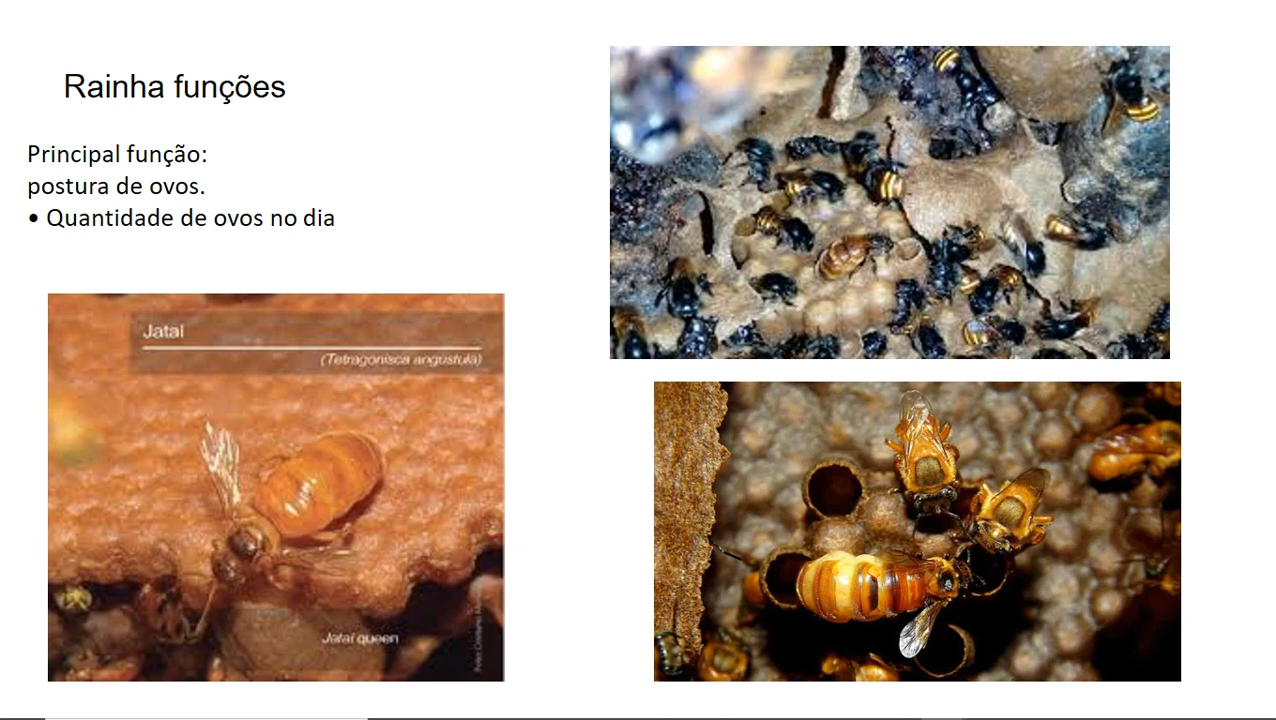 Rainha funções
Principal função:
postura de ovos.
• Quantidade de ovos no dia
Jataí
(Tetragonisca angustula)
Jataí queen